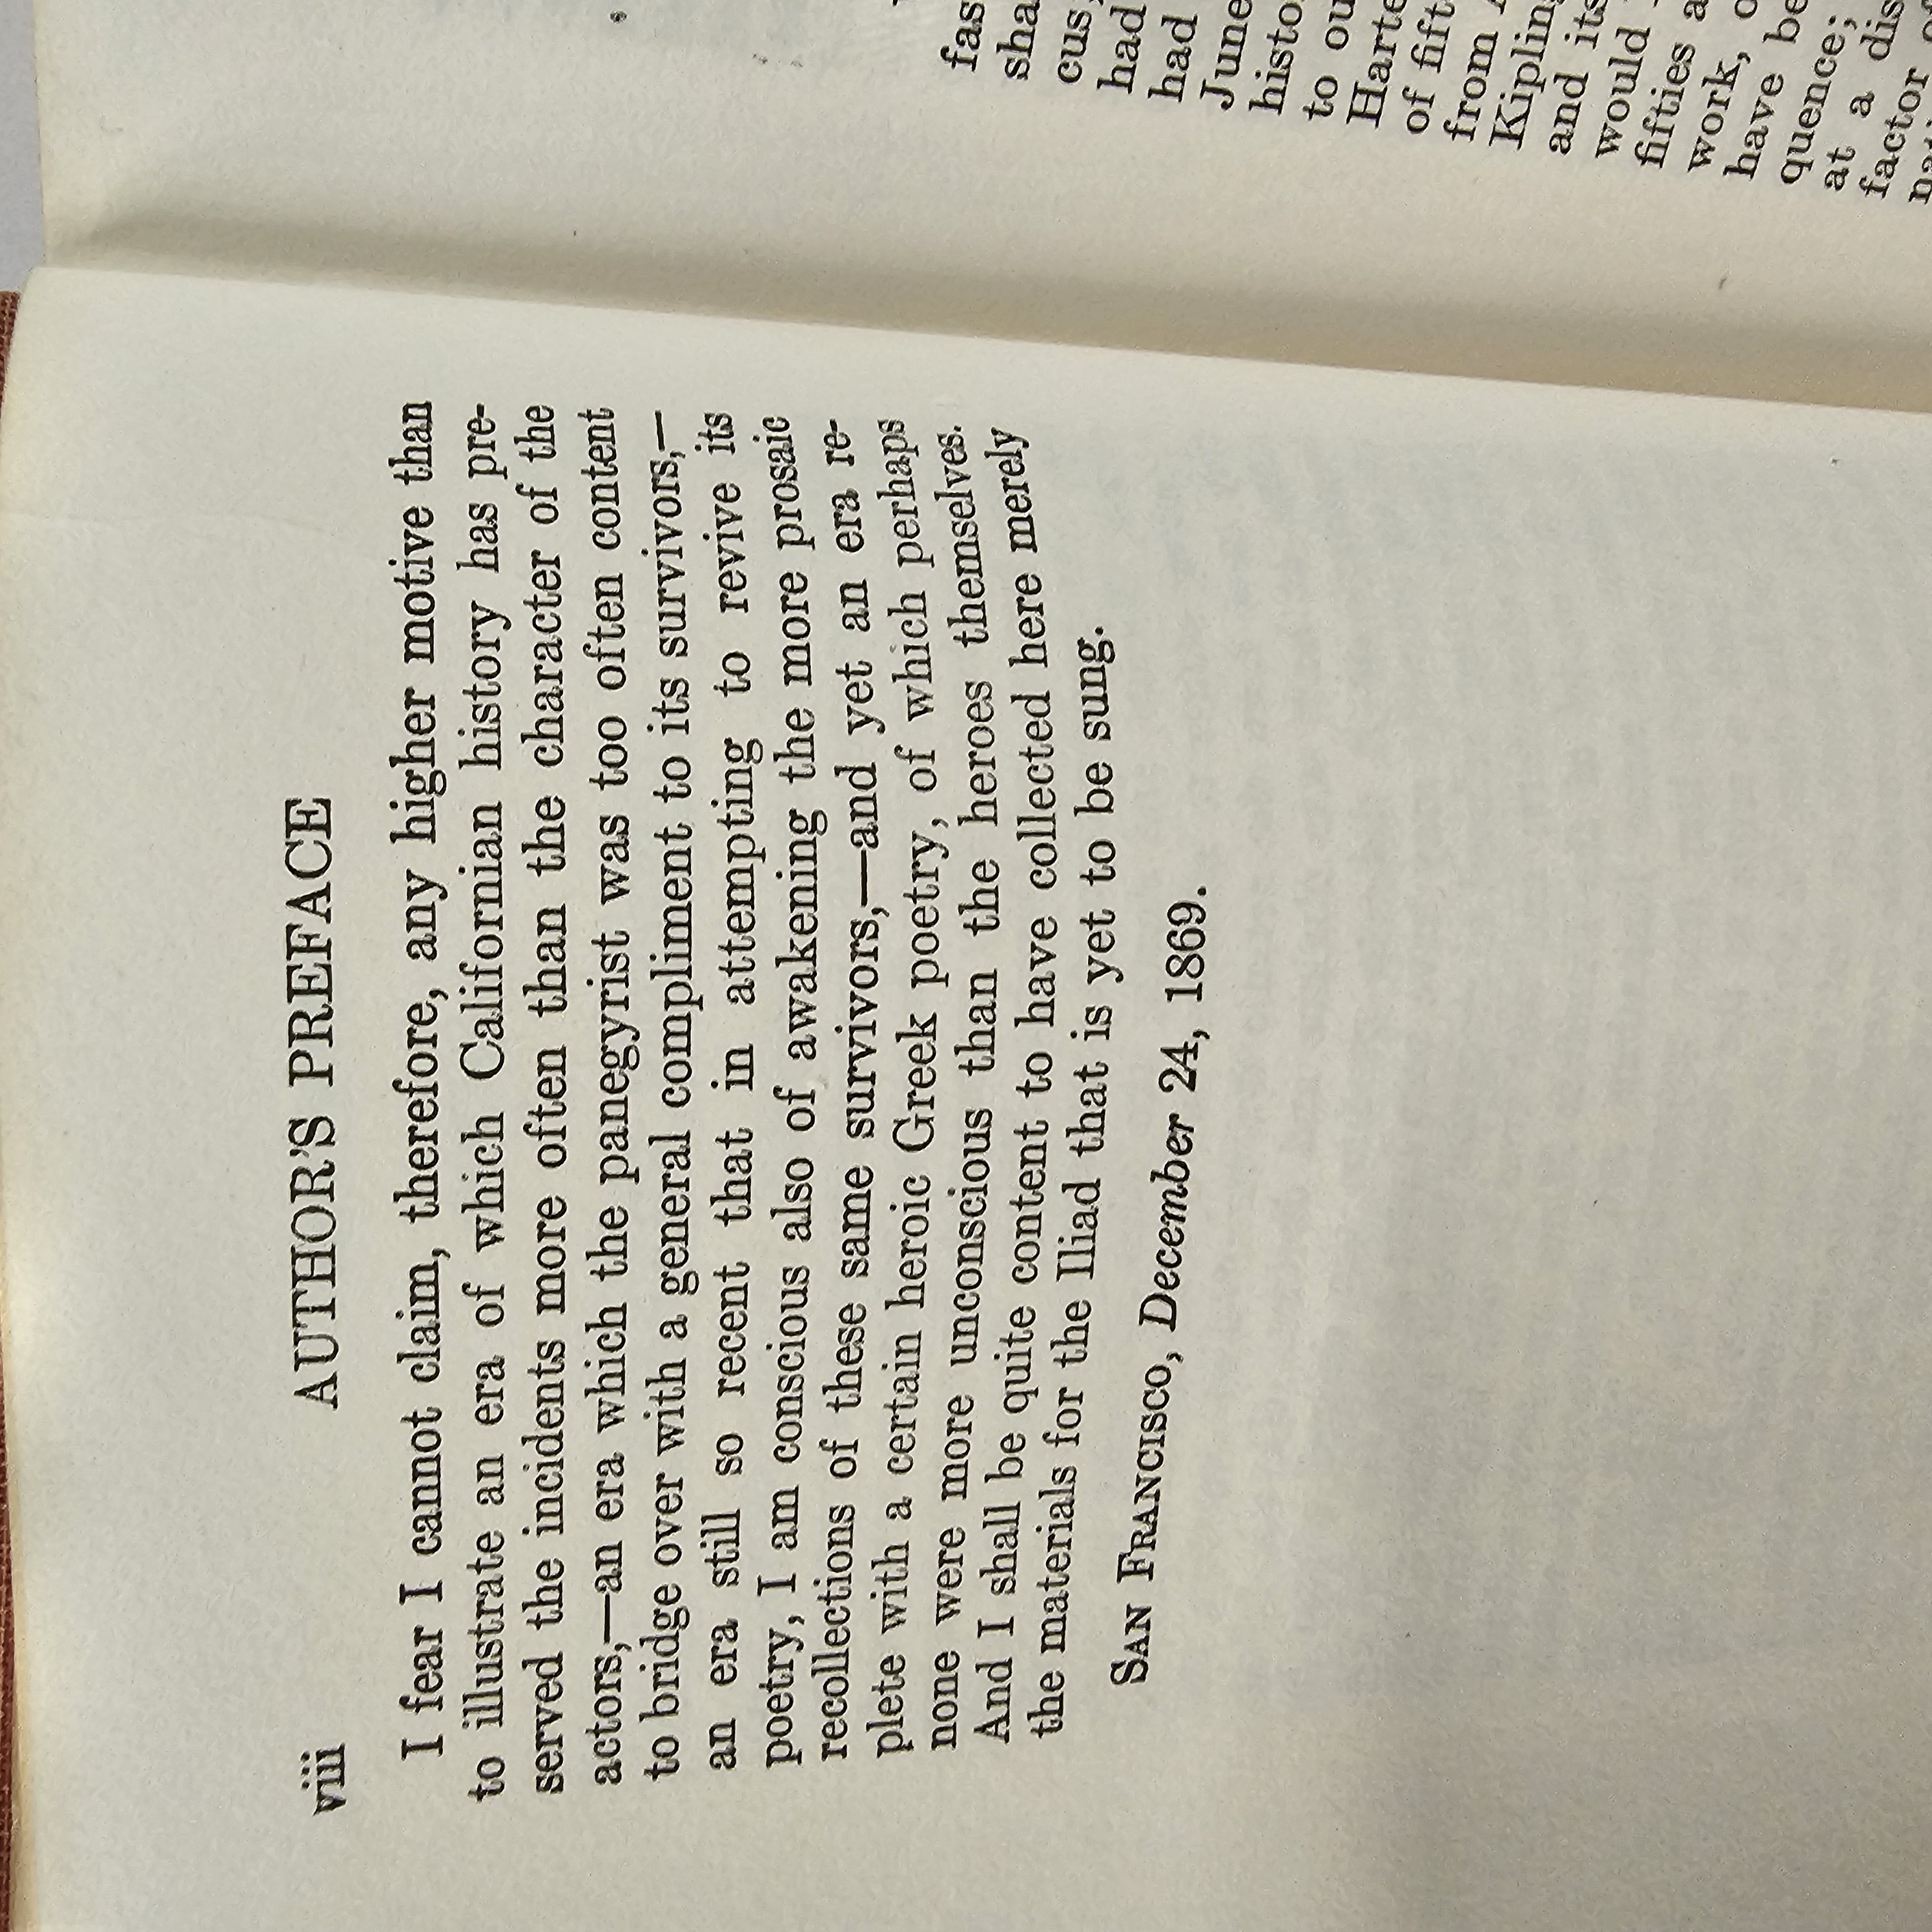 viii AUTHOR'S PREFACE
I fear I cannot claim, therefore, any higher motive than
to illustrate an era of which Californian history has pre-
served the incidents more often than the character of the
actors,—an era which the panegyrist was too often content
to bridge over with a general compliment to its survivors,—
an era still so recent that in attempting to revive its
poetry, I am conscious also of awakening the more prosaic
recollections of these same survivors,—and yet an era re-
plete with a certain heroic Greek poetry, of which perhaps
none were more unconscious than the heroes themselves.
And I shall be quite content to have collected here merely
the materials for the Iliad that is yet to be sung.
SAN FRANCISCO, December 24, 1869.
fas
sha
cus,
had
had
June
histo
to ou
Harte
of fift
from
Kiplin
and its
would
fifties a
work, o
have be
quence;
at a dis
factor